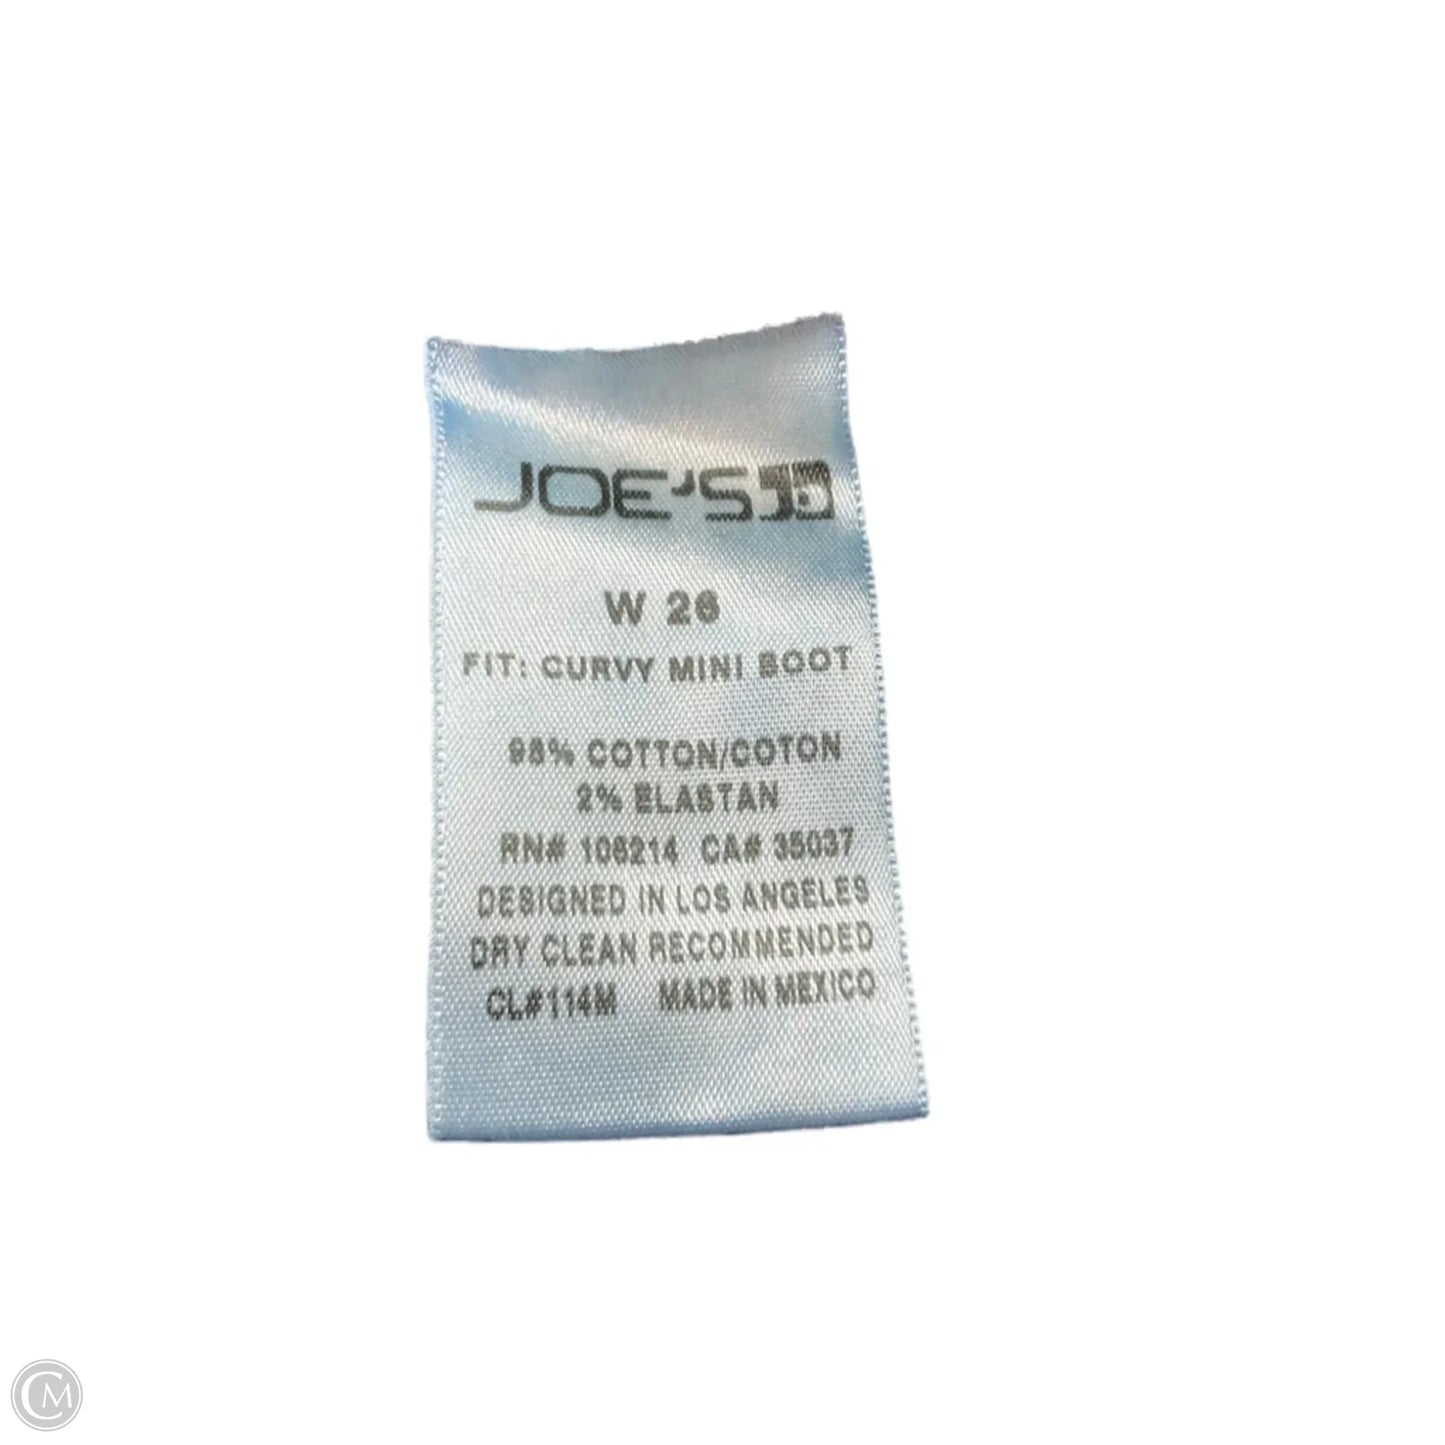 JOE'S
W 26
FIT: CURVY MINI BOOT
98% COTTON/COTON
2% ELASTAN
RN# 106214 CA# 35037
DESIGNED IN LOS ANGELES
DRY CLEAN RECOMMENDED
CL#114M MADE IN MEXICO
CM